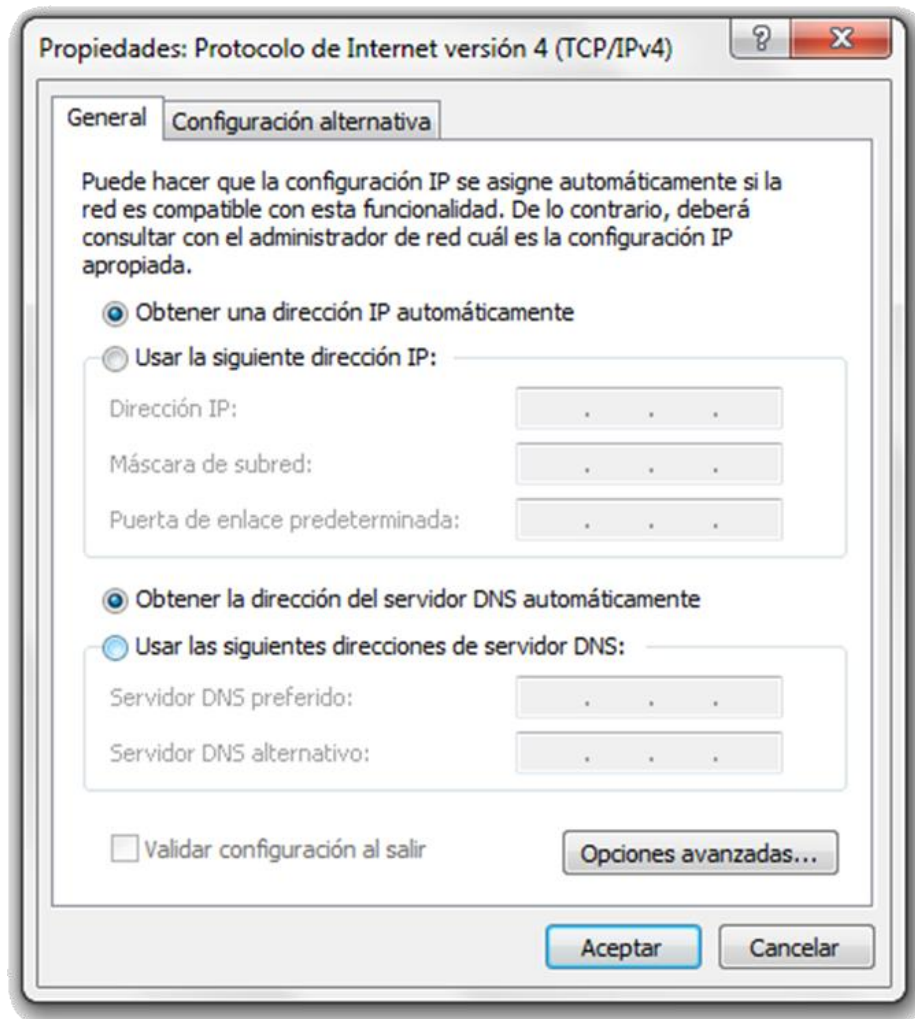 Propiedades: Protocolo de Internet versión 4 (TCP/IPv4)
General
Configuración alternativa
Puede hacer que la configuración IP se asigne automáticamente si la
red es compatible con esta funcionalidad. De lo contrario, deberá
consultar con el administrador de red cuál es la configuración IP
apropiada.
Obtener una dirección IP automáticamente
Usar la siguiente dirección IP:
Dirección IP:
Máscara de subred:
Puerta de enlace predeterminada:
Obtener la dirección del servidor DNS automáticamente
Usar las siguientes direcciones de servidor DNS:
Servidor DNS preferido:
Servidor DNS alternativo:
Validar configuración al salir
Opciones avanzadas...
Aceptar
Cancelar